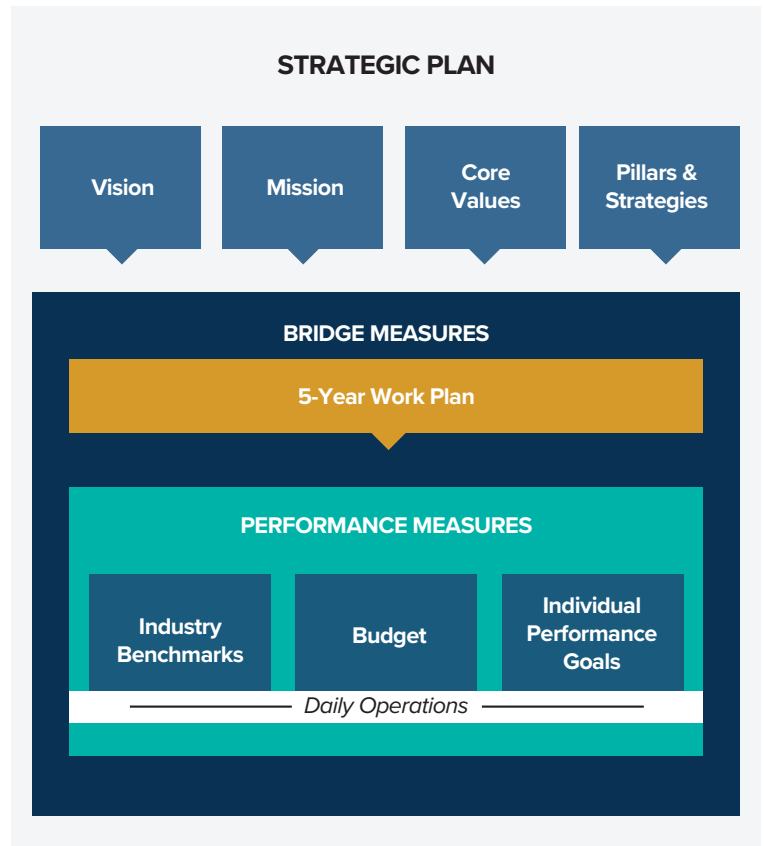 STRATEGIC PLAN
Vision
Mission
Core
Values
Pillars &
Strategies
BRIDGE MEASURES
5-Year Work Plan
PERFORMANCE MEASURES
Industry
Benchmarks
Budget
Individual
Performance
Goals
Daily Operations